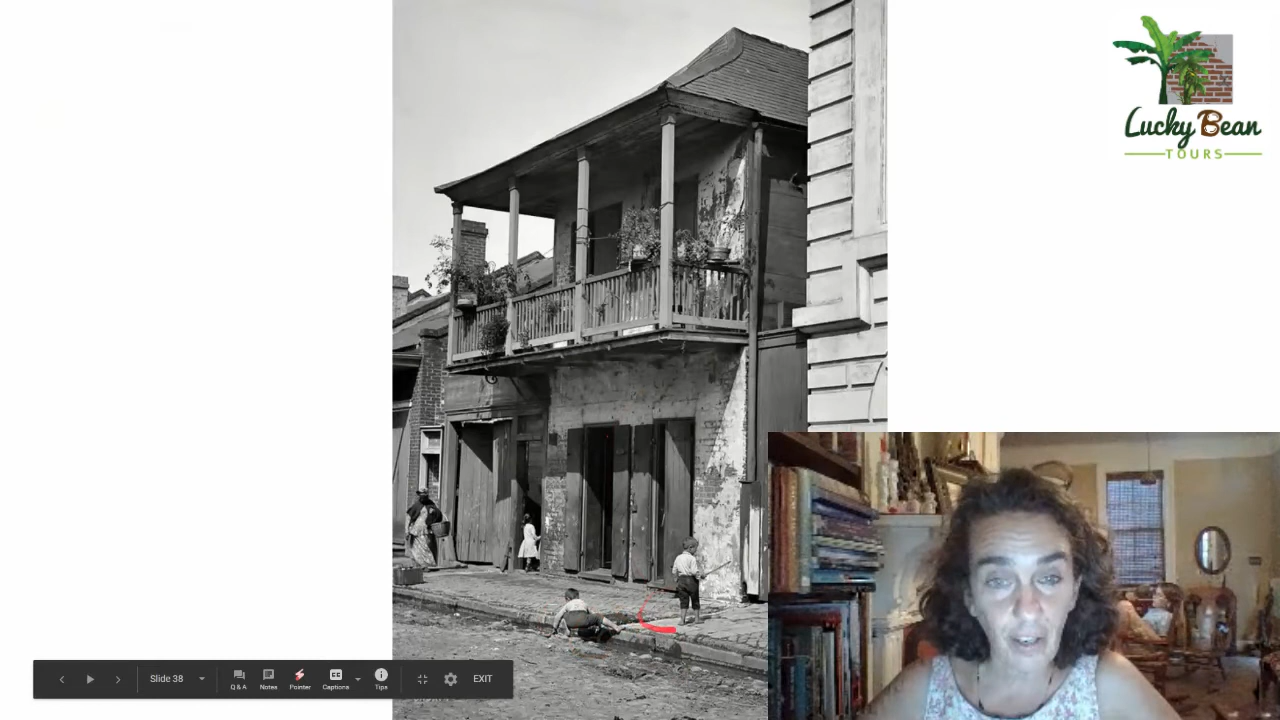 Lucky Bean
TOURS
Slide 38
Q & A
Notes
Pointer
Captions
Tips
EXIT